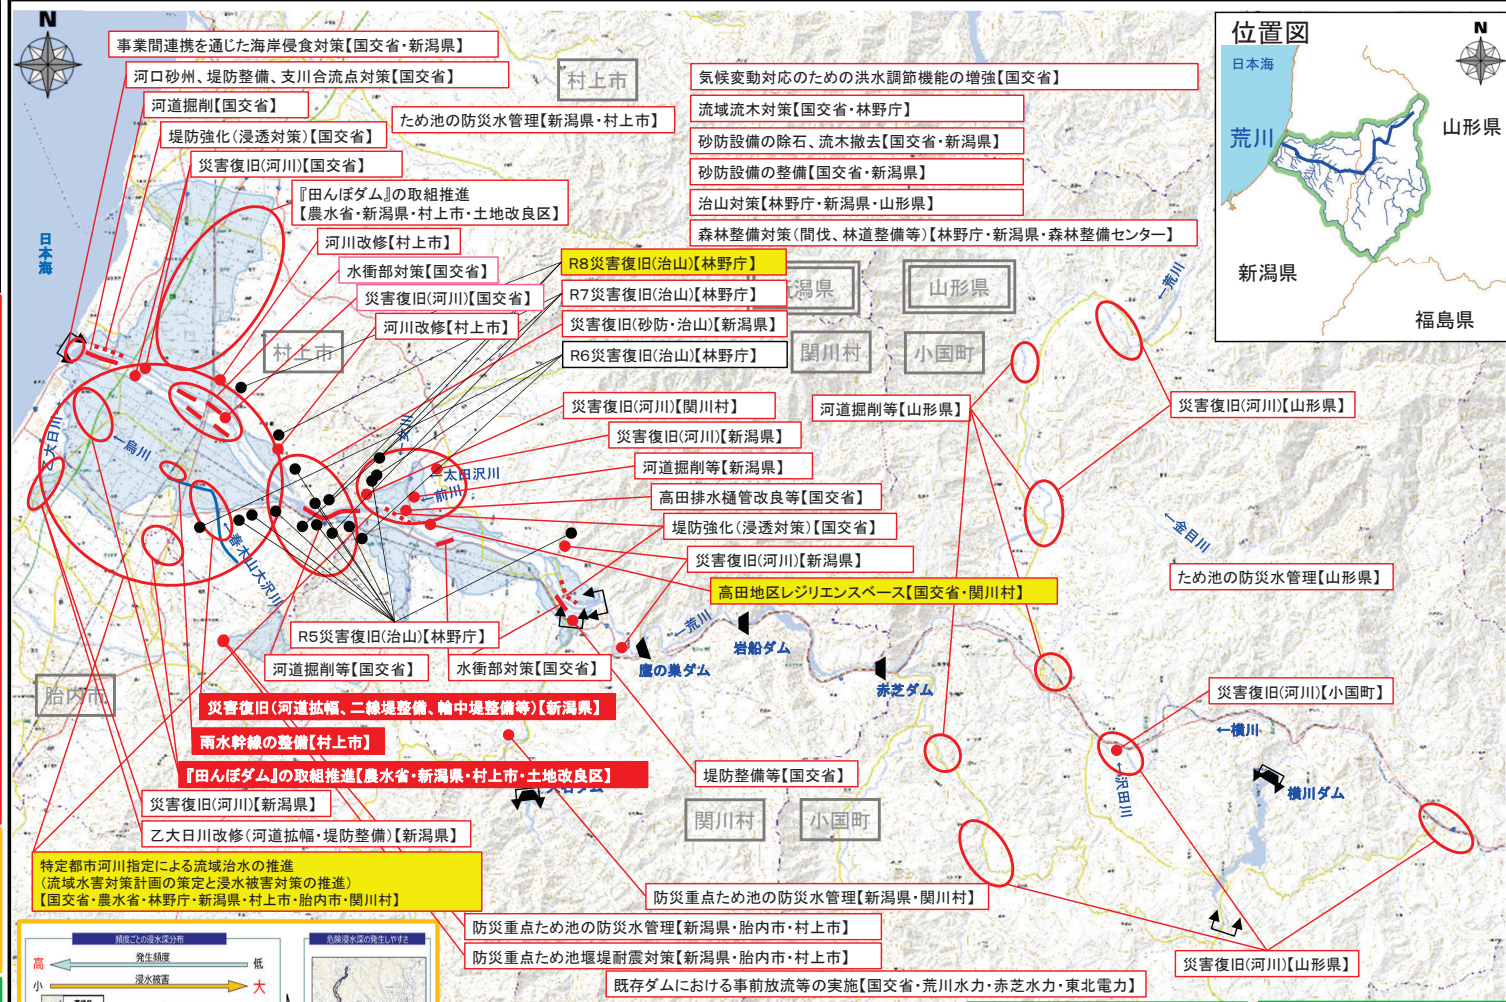 N
事業間連携を通じた海岸侵食対策【国交省・新潟県】
河口砂州、堤防整備、支川合流点対策【国交省】
河道掘削【国交省】
堤防強化(浸透対策)【国交省】
災害復旧(河川)【国交省】
『田んぼダム』の取組推進
【農水省・新潟県・村上市・土地改良区】
河川改修【村上市】
水衝部対策【国交省】
災害復旧(河川)【国交省】
河川改修【村上市】
村上市
ため池の防災水管理【新潟県・村上市】
気候変動対応のための洪水調節機能の増強【国交省】
流域流木対策【国交省・林野庁】
砂防設備の除石、流木撤去【国交省・新潟県】
砂防設備の整備【国交省・新潟県】
治山対策【林野庁・新潟県・山形県】
森林整備対策(間伐、林道整備等)【林野庁・新潟県・森林整備センター】
位置図
N
日本海
荒川
山形県
新潟県
福島県
日本海
R8災害復旧(治山)【林野庁】
R7災害復旧(治山)【林野庁】
災害復旧(砂防・治山)【新潟県】
R6災害復旧(治山)【林野庁】
潟県
山形県
村上市
関川村
小国町
←荒川
災害復旧(河川)【関川村】
災害復旧(河川)【新潟県】
河道掘削等【新潟県】
高田排水樋管改良等【国交省】
堤防強化(浸透対策)【国交省】
災害復旧(河川)【新潟県】
高田地区レジリエンスベース【国交省・関川村】
河道掘削等【山形県】
災害復旧(河川)【山形県】
乙大日川
←烏川
←太田沢川
←前川
←春木山大沢川
←金目川
ため池の防災水管理【山形県】
R5災害復旧(治山)【林野庁】
河道掘削等【国交省】
水衝部対策【国交省】
←荒川
鷹の巣ダム
岩船ダム
赤芝ダム
胎内市
災害復旧(河道拡幅、二線堤整備、輪中堤整備等)【新潟県】
雨水幹線の整備【村上市】
『田んぼダム』の取組推進【農水省・新潟県・村上市・土地改良区】
災害復旧(河川)【新潟県】
乙大日川改修(河道拡幅・堤防整備)【新潟県】
特定都市河川指定による流域治水の推進
(流域水害対策計画の策定と浸水被害対策の推進)
【国交省・農水省・林野庁・新潟県・村上市・胎内市・関川村】
堤防整備等【国交省】
災害復旧(河川)【小国町】
←横川
←沢田川
横川ダム
関川村
小国町
防災重点ため池の防災水管理【新潟県・関川村】
防災重点ため池の防災水管理【新潟県・胎内市・村上市】
防災重点ため池堰堤耐震対策【新潟県・胎内市・村上市】
既存ダムにおける事前放流等の実施【国交省・荒川水力・赤芝水力・東北電力】
災害復旧(河川)【山形県】
頻度ごとの浸水深分布
危険浸水深の発生しやすさ
高
発生頻度
低
小
浸水被害
大